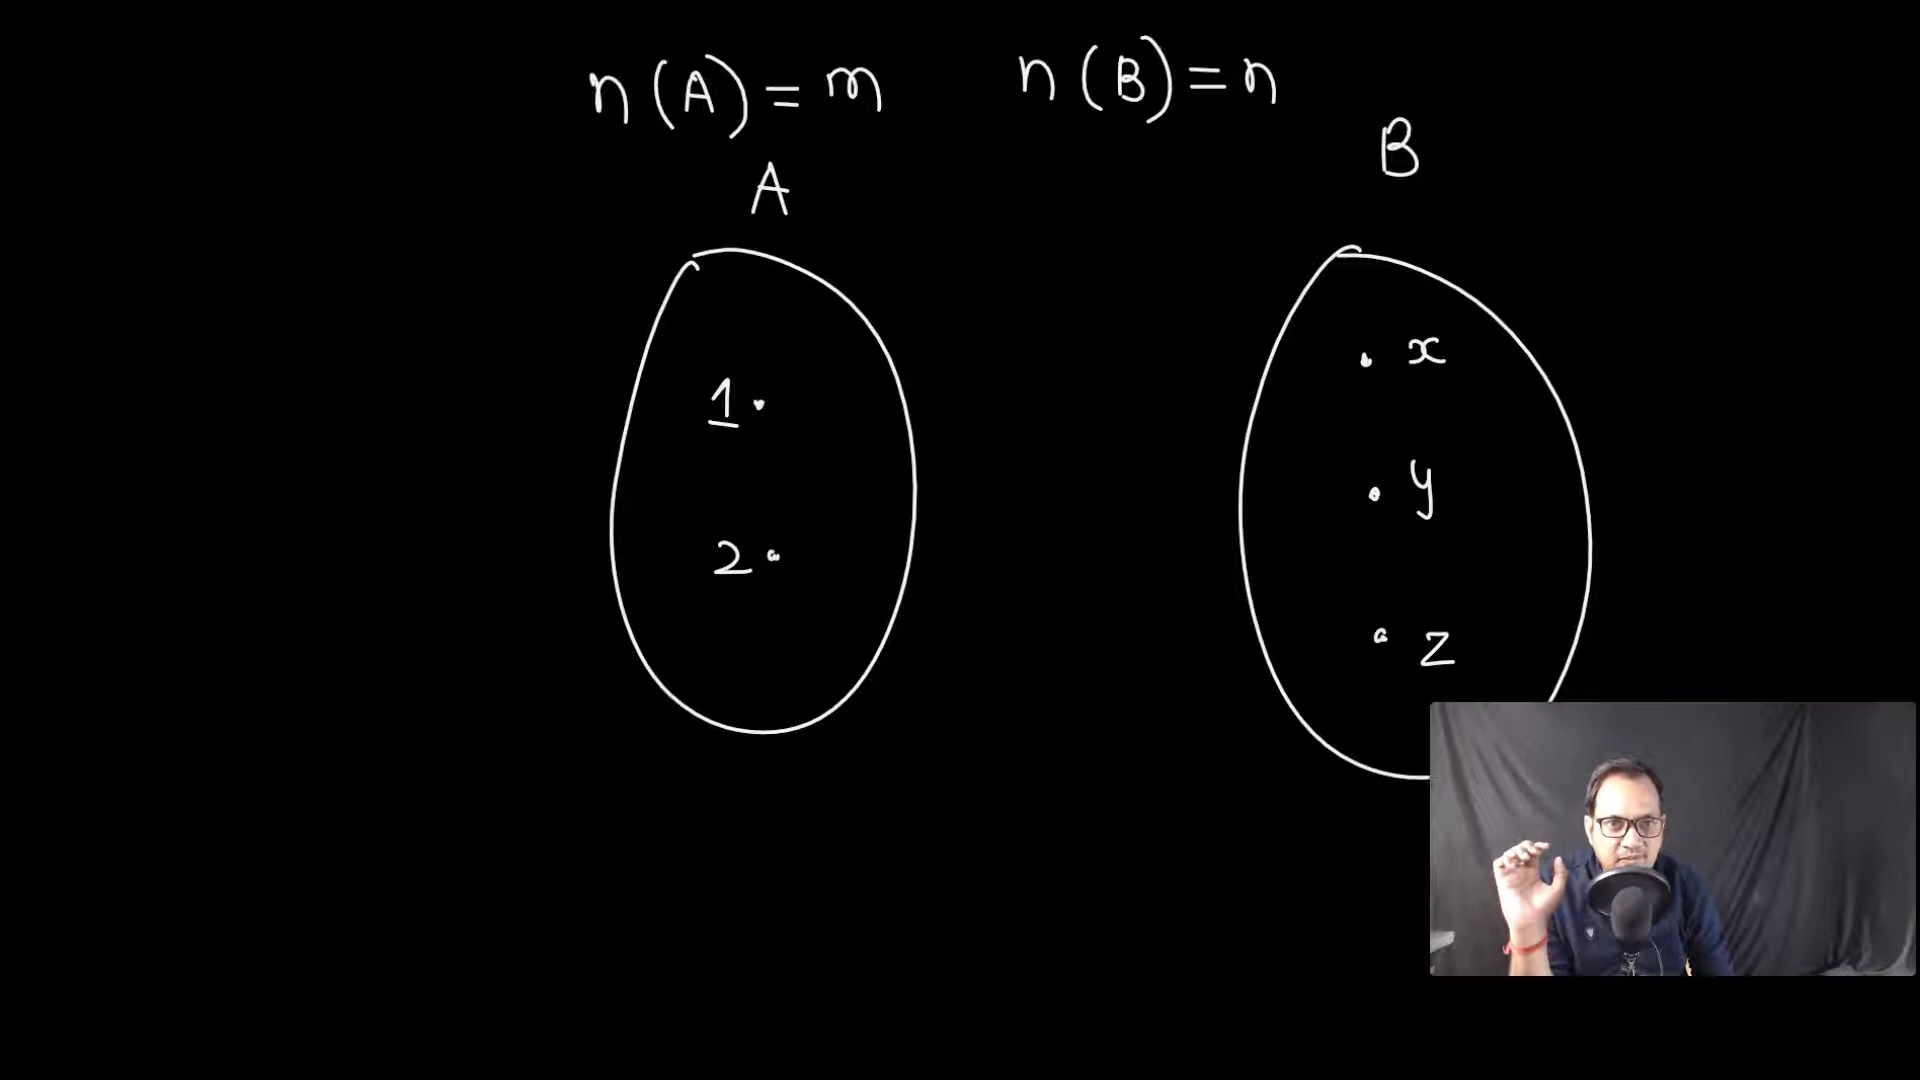 n(A) = m n(B) = n
A B
1. . x
2. . y
. z